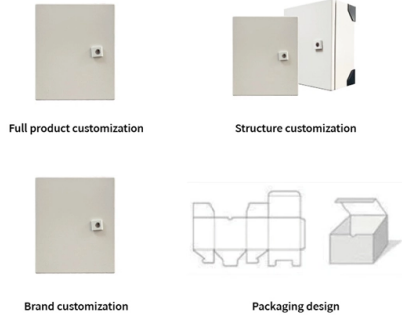 Full product customization
Structure customization
Brand customization
Packaging design